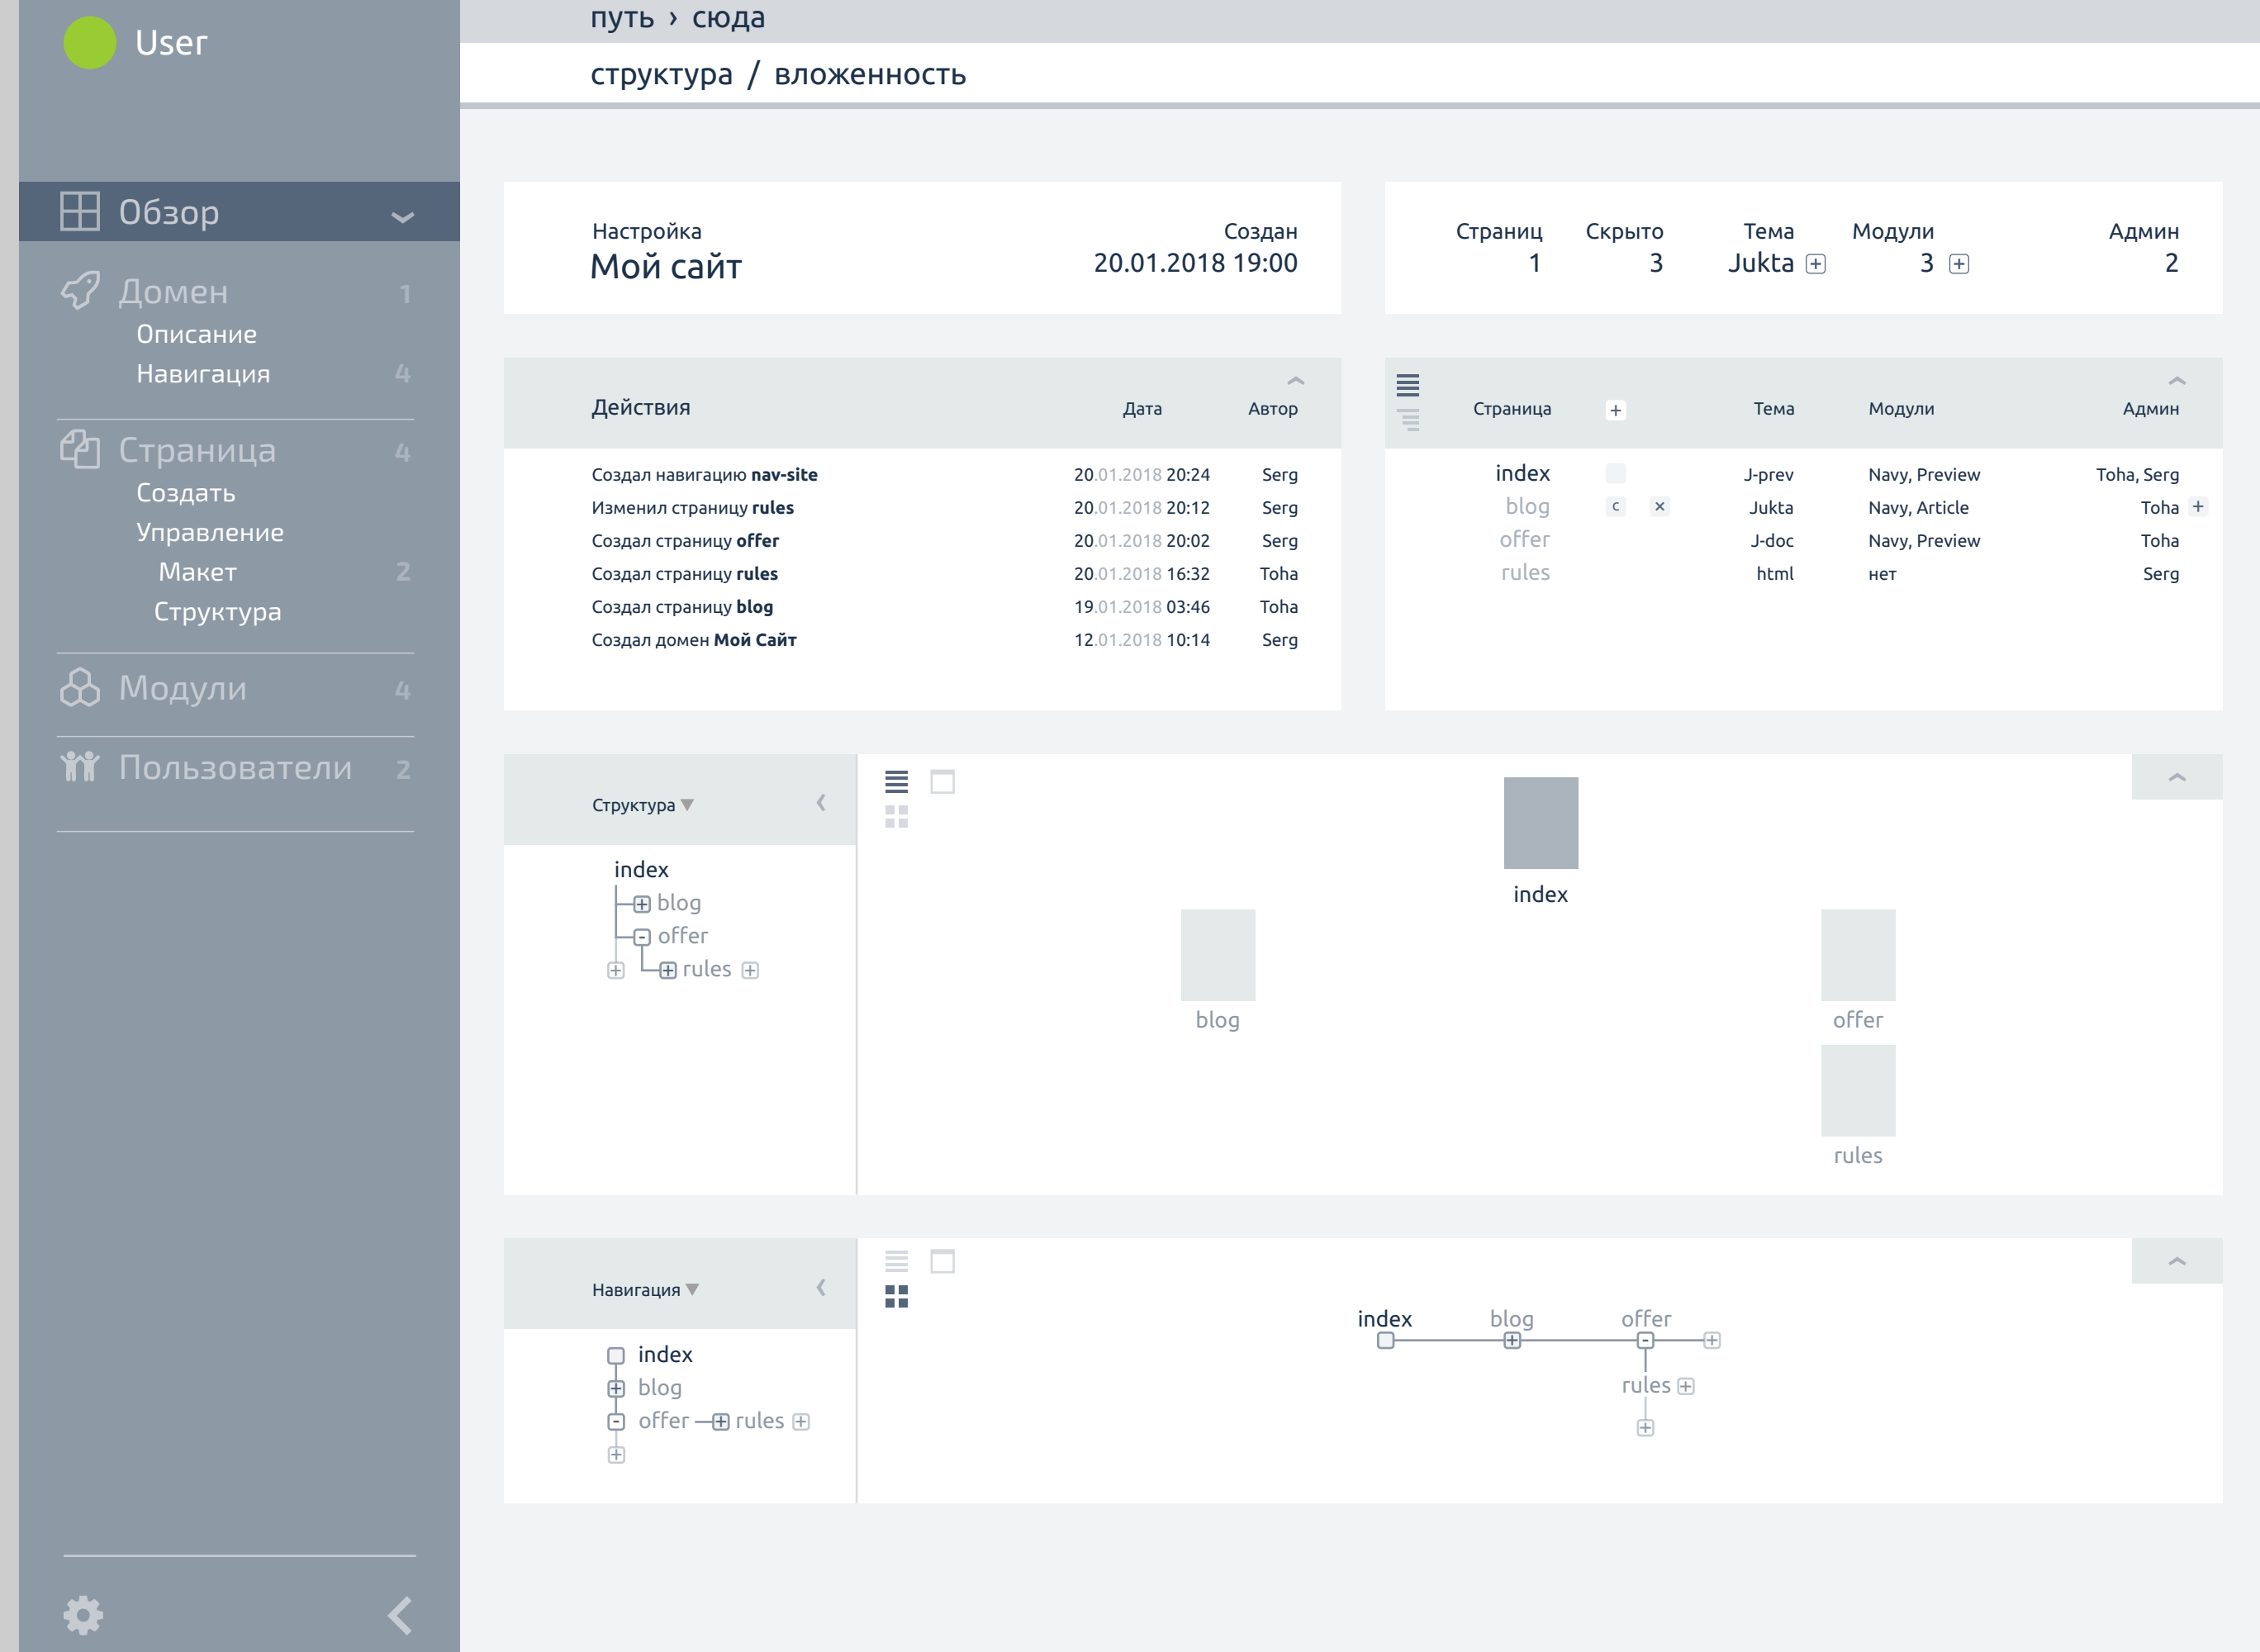 User
Обзор
Домен 1
Описание
Навигация 4
Страница 4
Создать
Управление
Макет 2
Структура
Модули 4
Пользователи 2
путь › сюда
структура / вложенность
Настройка Создан
Мой сайт 20.01.2018 19:00
Страниц Скрыто Тема Модули Админ
1 3 Jukta + 3 + 2
Действия Дата Автор
Создал навигацию nav-site 20.01.2018 20:24 Serg
Изменил страницу rules 20.01.2018 20:12 Serg
Создал страницу offer 20.01.2018 20:02 Serg
Создал страницу rules 20.01.2018 16:32 Toha
Создал страницу blog 19.01.2018 03:46 Toha
Создал домен Мой Сайт 12.01.2018 10:14 Serg
Страница + Тема Модули Админ
index J-prev Navy, Preview Toha, Serg
blog c × Jukta Navy, Article Toha +
offer J-doc Navy, Preview Toha
rules html нет Serg
Структура
index
+ blog
- offer
+ + rules +
index
blog offer
rules
Навигация
index
+ blog
- offer + rules +
+
index blog offer
+ - +
rules +
+